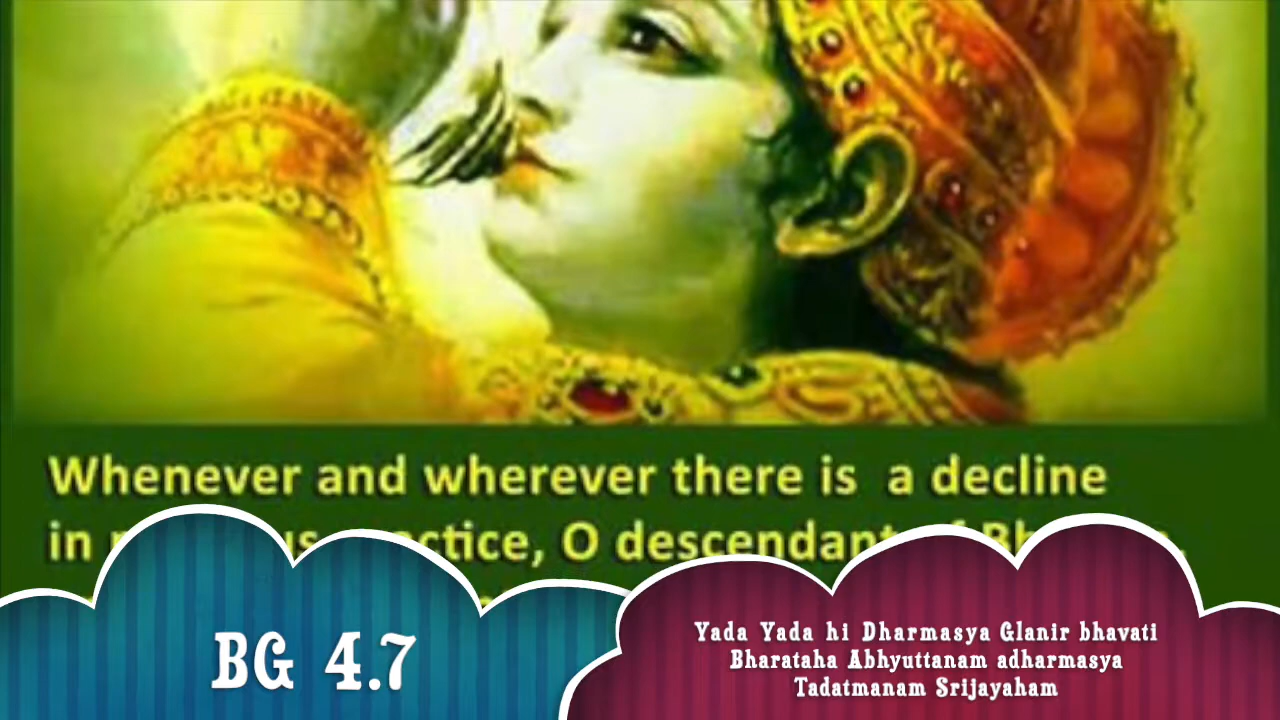 Whenever and wherever there is a decline
in practice, O descendant
BG 4.7
Yada Yada hi Dharmasya Glanir bhavati
Bharataha Abhyuttanam adharmasya
Tadatmanam Srijayaham